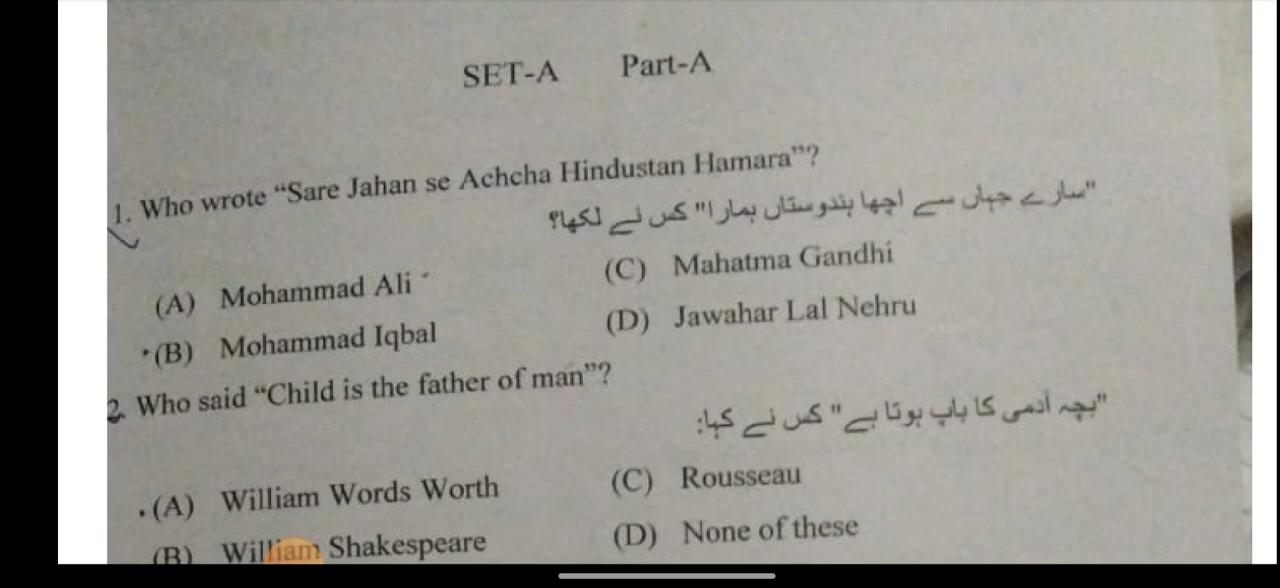 SET-A Part-A
1. Who wrote “Sare Jahan se Achcha Hindustan Hamara”?
"سارے جہاں سے اچھا ہندوستاں ہمارا" کس نے لکھا؟
(A) Mohammad Ali (C) Mahatma Gandhi
(B) Mohammad Iqbal (D) Jawahar Lal Nehru
2. Who said “Child is the father of man”?
"بچہ آدمی کا باپ ہوتا ہے" کس نے کہا:
(A) William Words Worth (C) Rousseau
(B) William Shakespeare (D) None of these